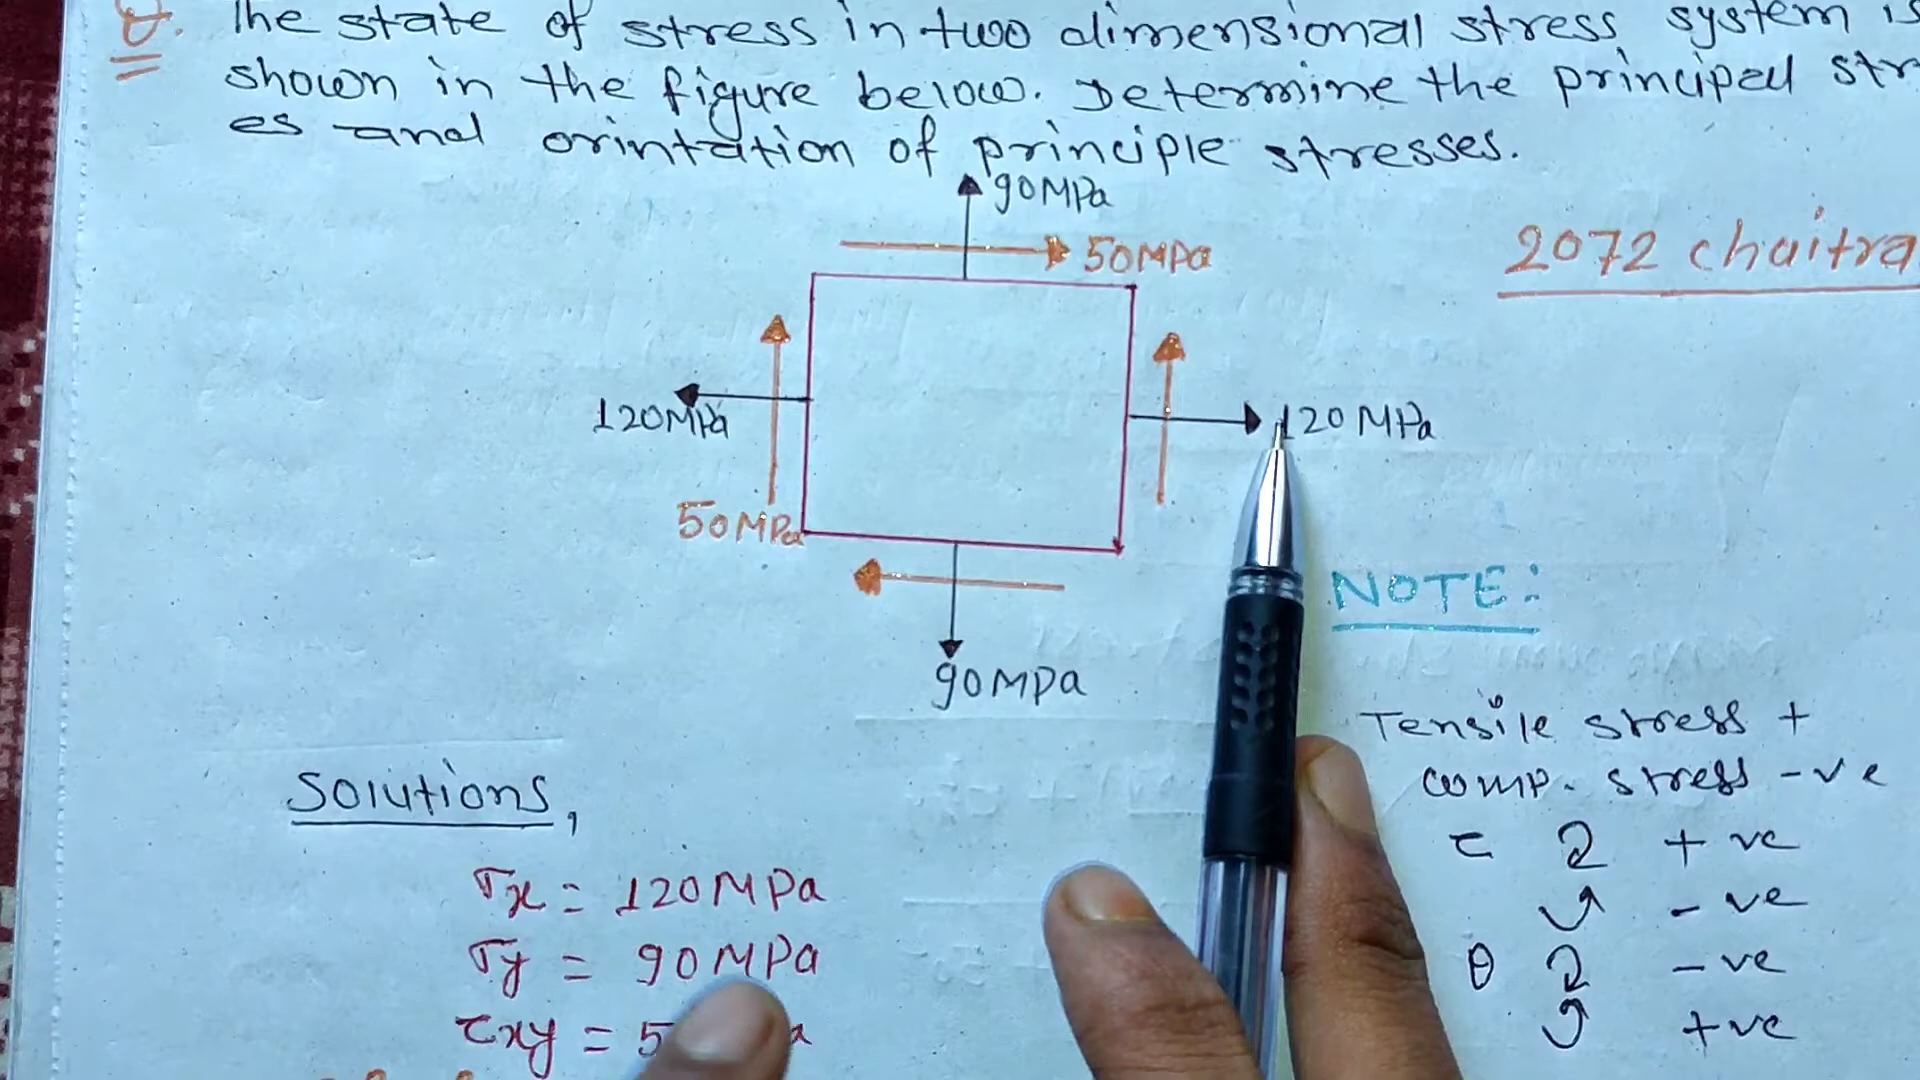 Q. The state of stress in two dimensional stress system is
shown in the figure below. Determine the principal str
es and orintation of principle stresses.
90MPa
50MPa
2072 chaitra
120MPa
120MPa
50MPa
90MPa
NOTE:
Tensile stress +
comp. stress -ve
τ + ve
- ve
θ - ve
+ve
Solutions,
σx = 120MPa
σy = 90MPa
τxy = 5